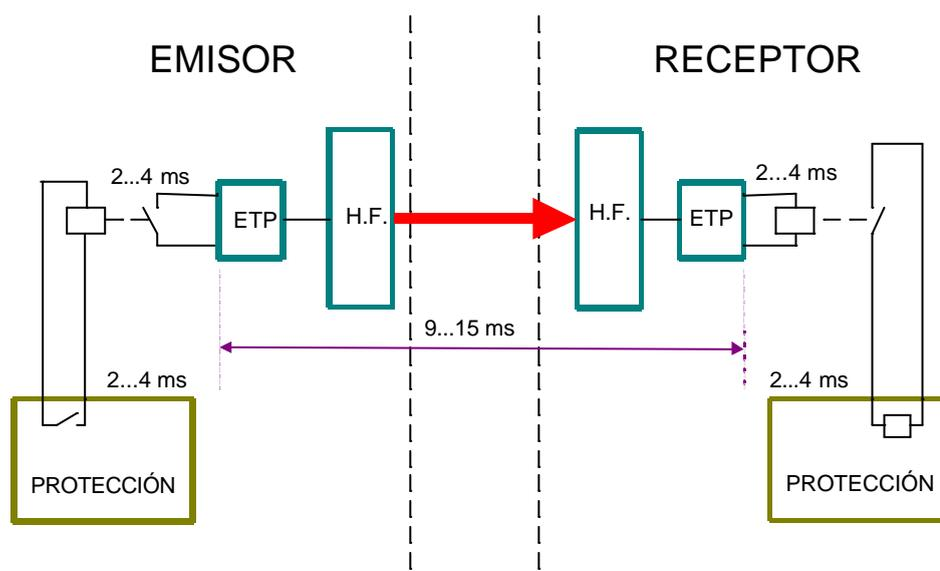 EMISOR
RECEPTOR
2...4 ms
2...4 ms
ETP
H.F.
H.F.
ETP
9...15 ms
2...4 ms
2...4 ms
PROTECCIÓN
PROTECCIÓN